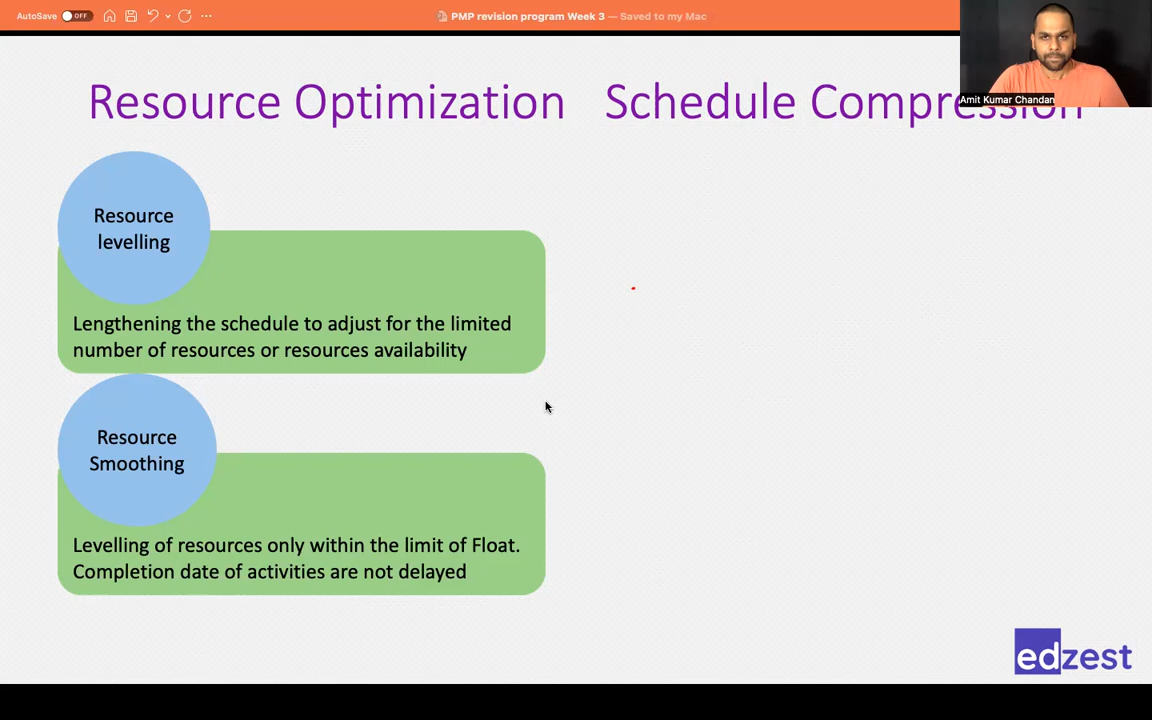 AutoSave OFF
PMP revision program Week 3 — Saved to my Mac
Amit Kumar Chandan
Resource Optimization
Schedule Compression
Resource
levelling
Lengthening the schedule to adjust for the limited
number of resources or resources availability
Resource
Smoothing
Levelling of resources only within the limit of Float.
Completion date of activities are not delayed
edzest